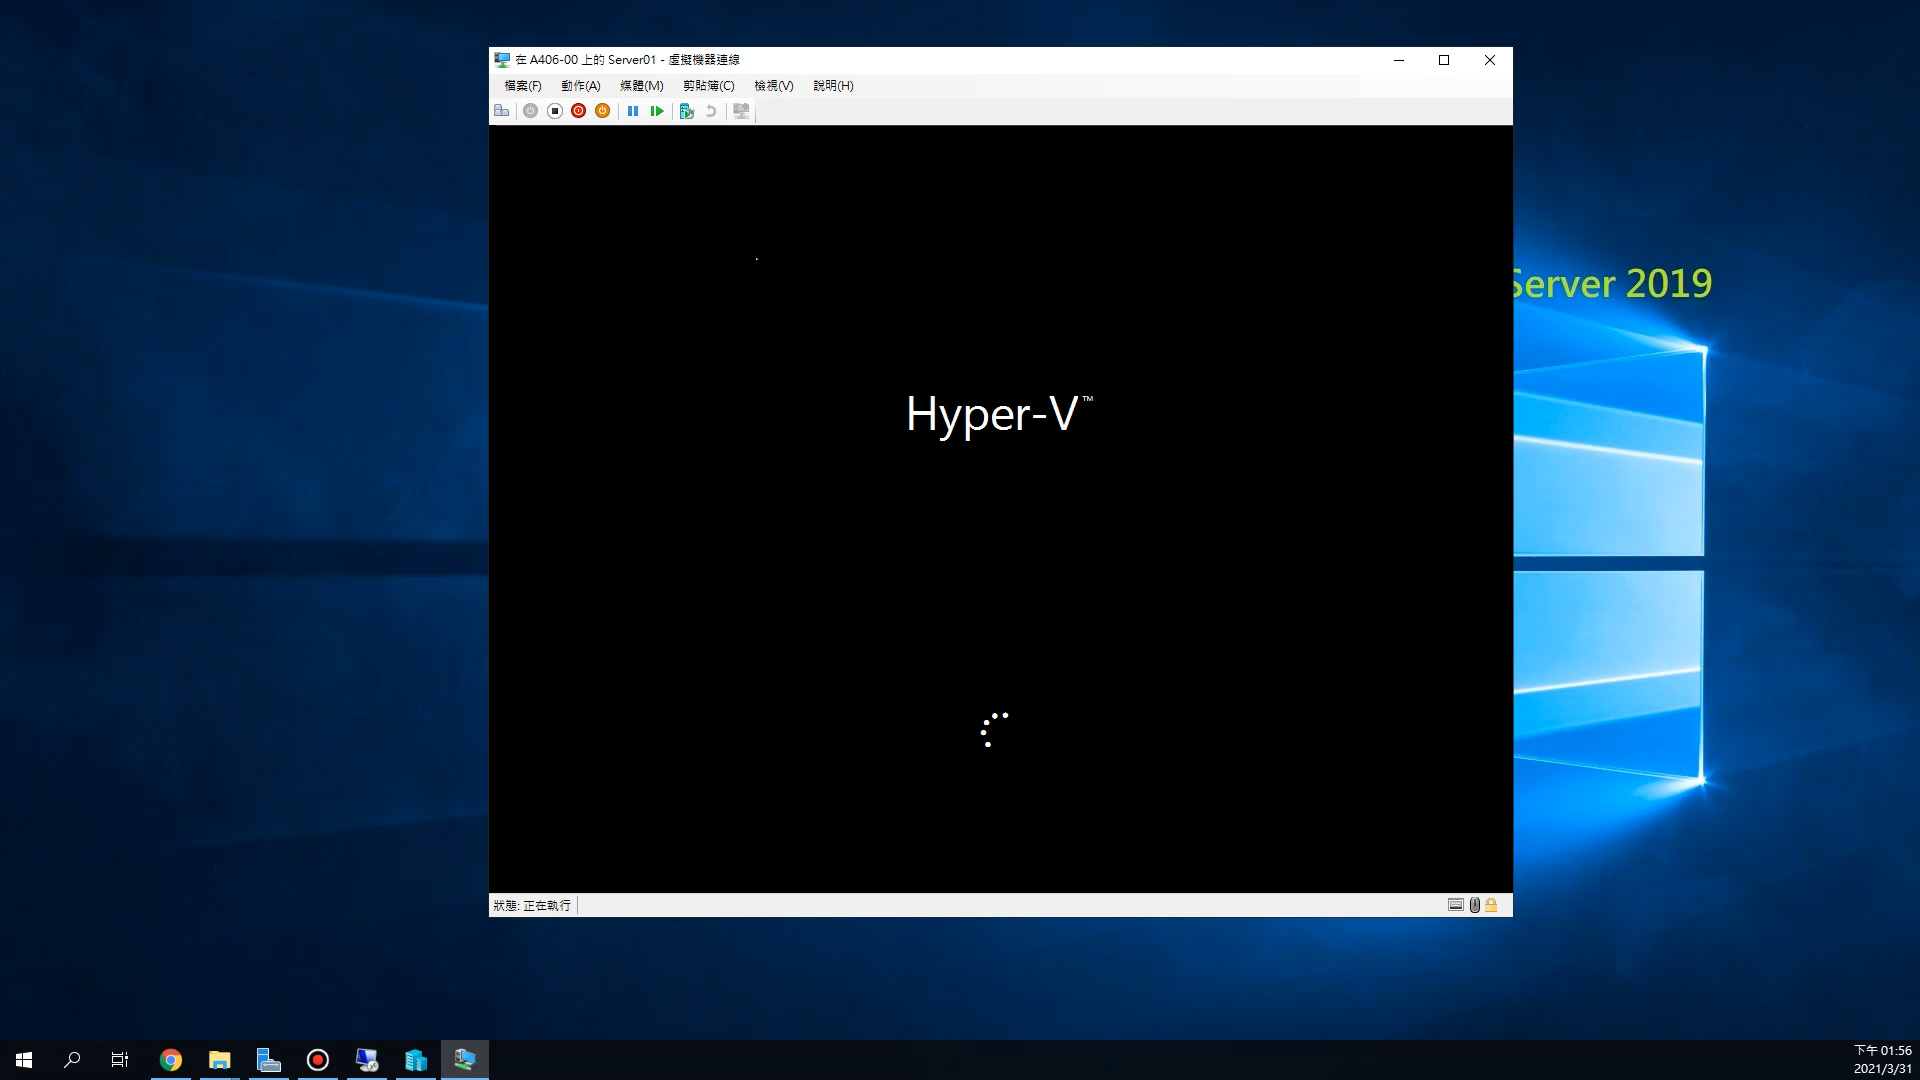 在 A406-00 上的 Server01 - 虛擬機器連線
檔案(F) 動作(A) 媒體(M) 剪貼簿(C) 檢視(V) 說明(H)
Server 2019
Hyper-V™
狀態: 正在執行
下午 01:56
2021/3/31